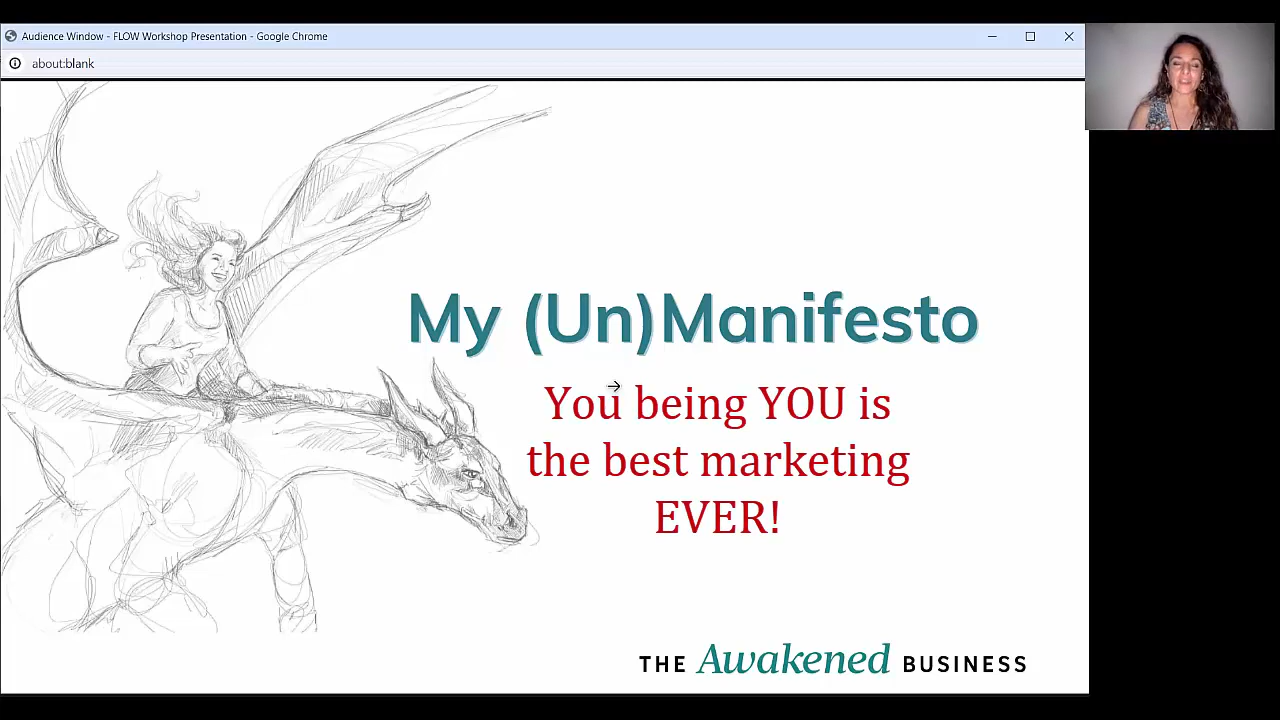 Audience Window - FLOW Workshop Presentation - Google Chrome
about:blank
My (Un)Manifesto
You being YOU is
the best marketing
EVER!
THE Awakened BUSINESS